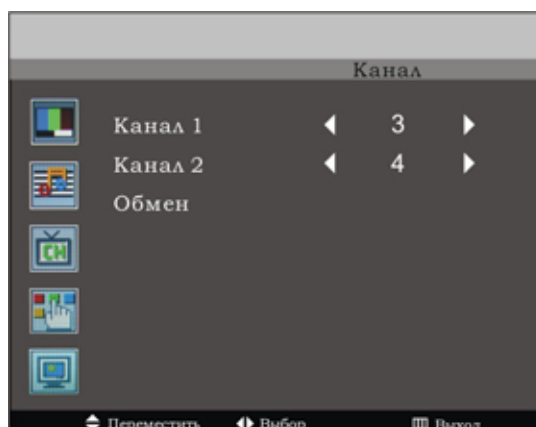 Канал
Канал 1 3
Канал 2 4
Обмен
CH
Переместить Выбор Выход